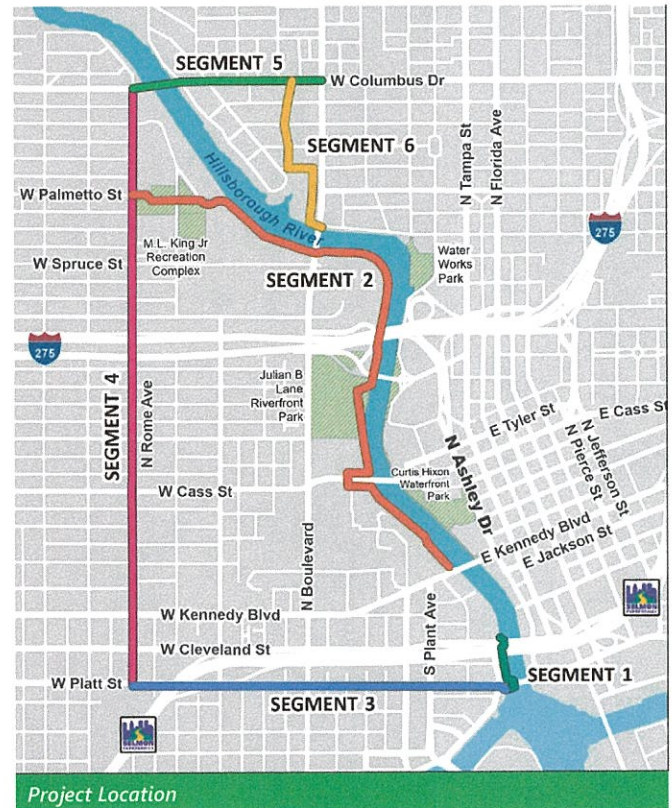 SEGMENT 5
W Columbus Dr
SEGMENT 6
N Tampa St
N Florida Ave
W Palmetto St
Hillsborough River
M.L. King Jr
Recreation
Complex
W Spruce St
SEGMENT 2
Water
Works
Park
275
275
SEGMENT 4
N Rome Ave
Julian B
Lane
Riverfront
Park
N Ashley Dr
E Tyler St
E Cass St
N Jefferson St
N Pierce St
W Cass St
Curtis Hixon
Waterfront
Park
E Kennedy Blvd
E Jackson St
N Boulevard
S Plant Ave
W Kennedy Blvd
W Cleveland St
SELMON
W Platt St
SEGMENT 1
SEGMENT 3
SELMON
Project Location